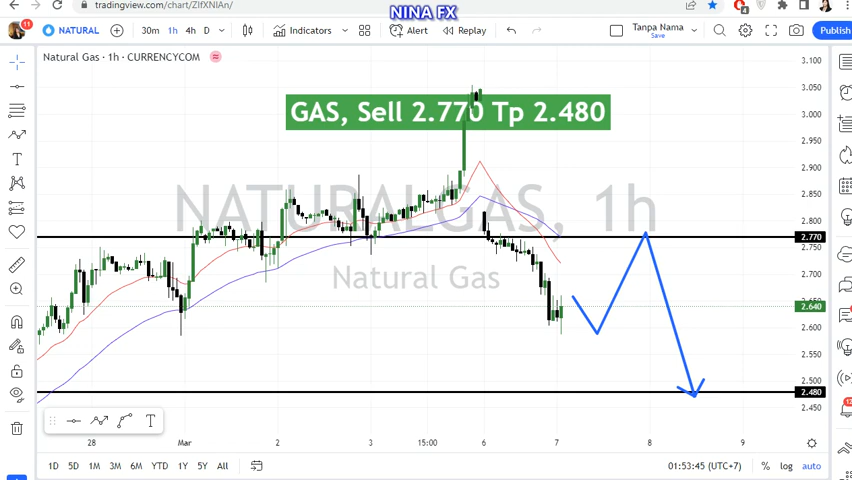 tradingview.com/chart/ZIfXNIAn/
NINA FX
11
NATURAL
30m 1h 4h D
Indicators
Alert
Replay
Tanpa Nama
Save
Publish
4
Natural Gas · 1h · CURRENCYCOM
GAS, Sell 2.770 Tp 2.480
NATURALGAS, 1h
Natural Gas
3.100
3.050
3.000
2.950
2.900
2.850
2.800
2.770
2.750
2.700
2.640
2.600
2.550
2.500
2.480
2.450
28 Mar 2 3 15:00 6 7 8 9
1D 5D 1M 3M 6M YTD 1Y 5Y All
01:53:45 (UTC+7) % log auto